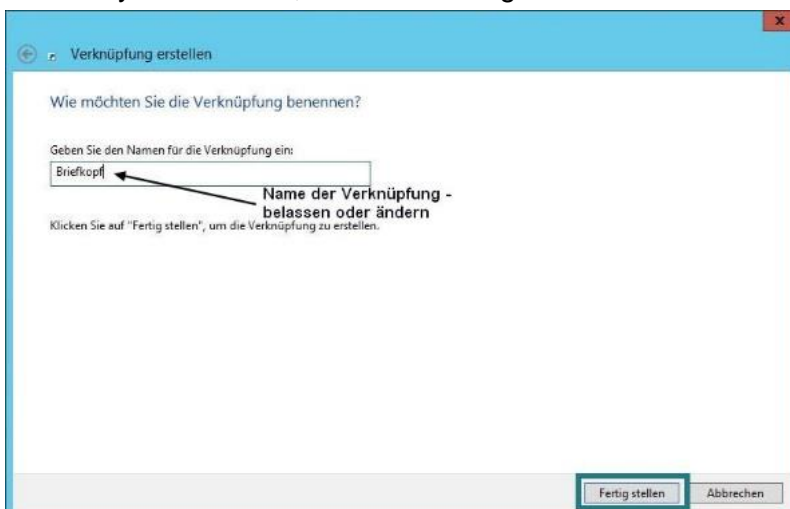 x
Verknüpfung erstellen
Wie möchten Sie die Verknüpfung benennen?
Geben Sie den Namen für die Verknüpfung ein:
Briefkopf
Name der Verknüpfung -
belassen oder ändern
Klicken Sie auf "Fertig stellen", um die Verknüpfung zu erstellen.
Fertig stellen
Abbrechen